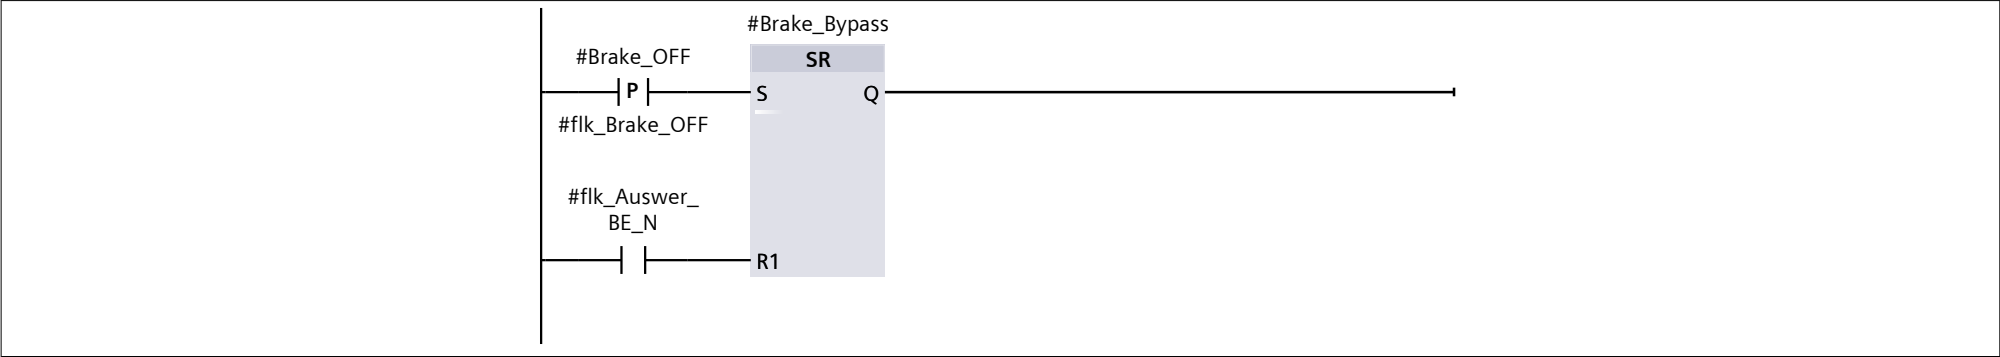 #Brake_Bypass
#Brake_OFF
SR
P
S
Q
#flk_Brake_OFF
#flk_Auswer_
BE_N
R1